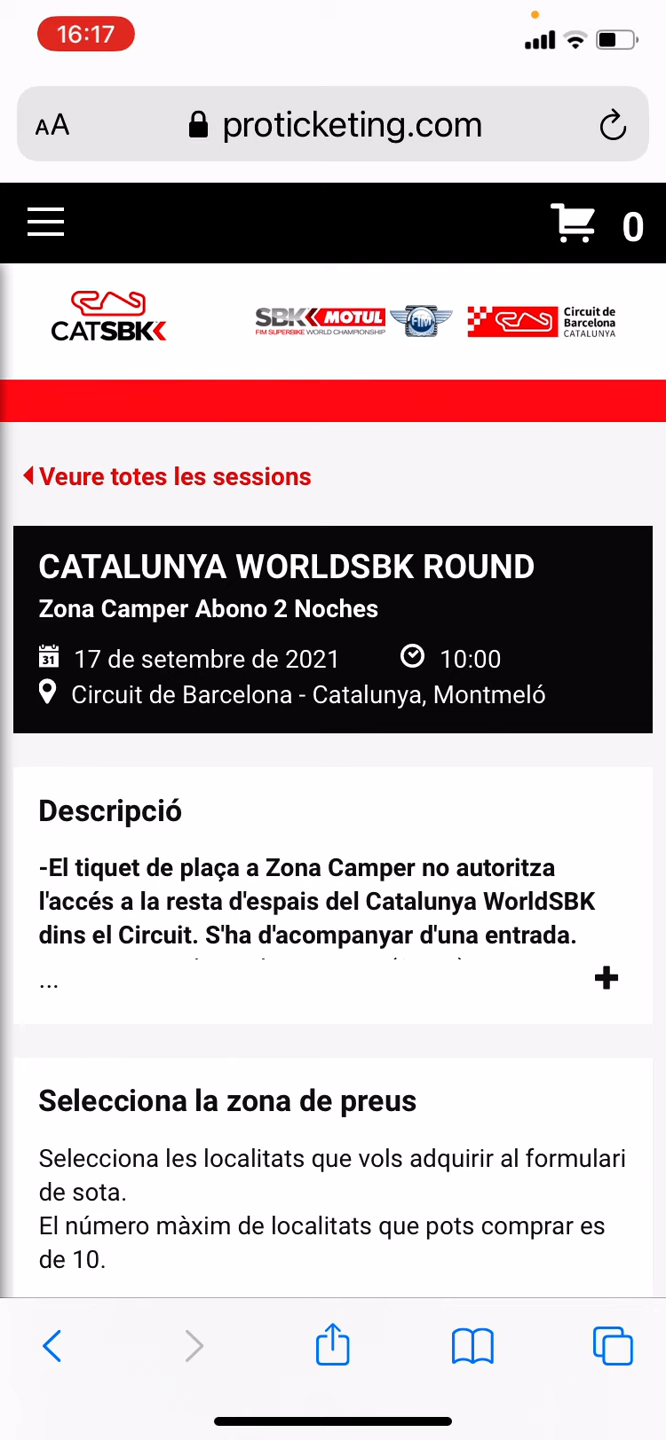 16:17
AA
proticketing.com
0
CATSBK
SBK MOTUL
FIM
FIM SUPERBIKE WORLD CHAMPIONSHIP
Circuit de
Barcelona
CATALUNYA
Veure totes les sessions
CATALUNYA WORLDSBK ROUND
Zona Camper Abono 2 Noches
31 17 de setembre de 2021 10:00
Circuit de Barcelona - Catalunya, Montmeló
Descripció
-El tiquet de plaça a Zona Camper no autoritza
l'accés a la resta d'espais del Catalunya WorldSBK
dins el Circuit. S'ha d'acompanyar d'una entrada.
...
Selecciona la zona de preus
Selecciona les localitats que vols adquirir al formulari
de sota.
El número màxim de localitats que pots comprar es
de 10.